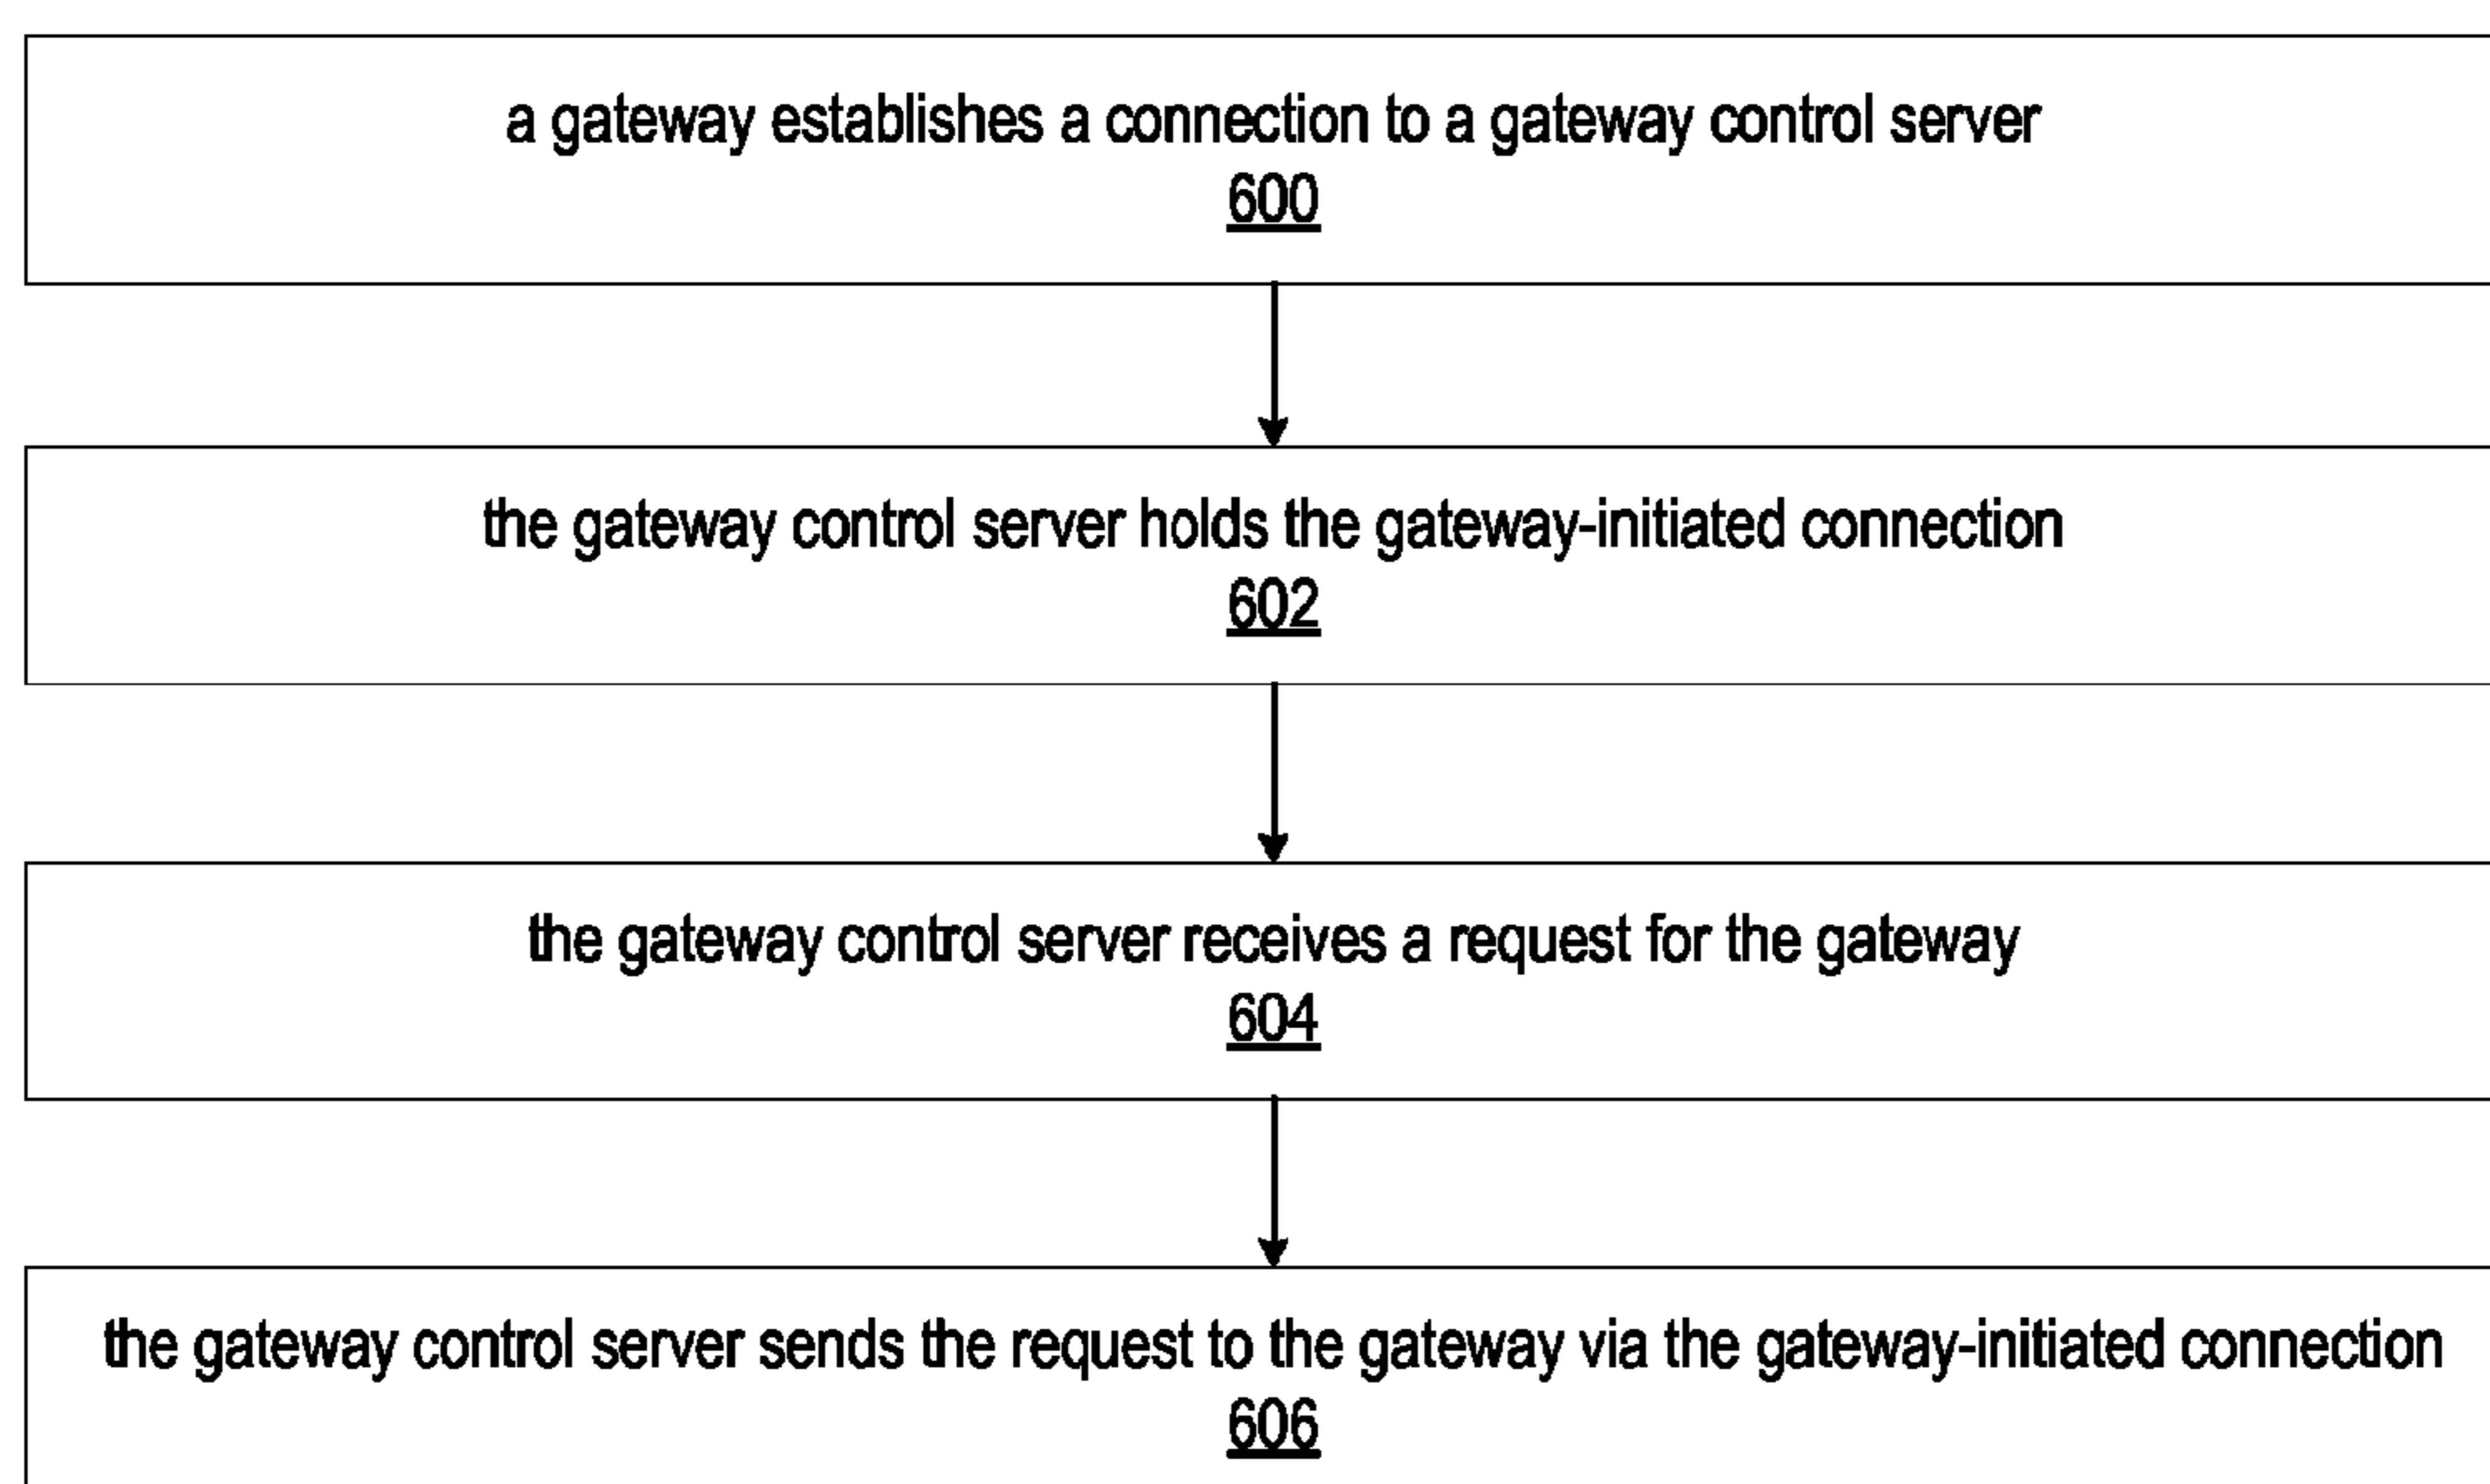 a gateway establishes a connection to a gateway control server
600
the gateway control server holds the gateway-initiated connection
602
the gateway control server receives a request for the gateway
604
the gateway control server sends the request to the gateway via the gateway-initiated connection
606